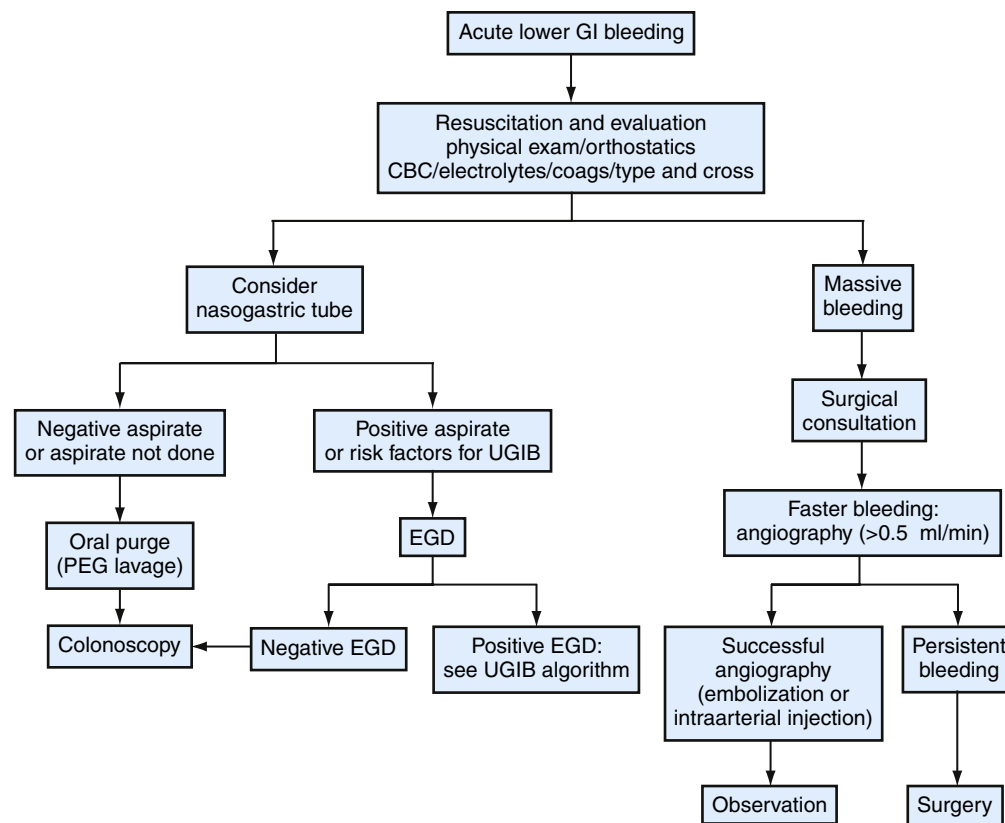 Acute lower GI bleeding
Resuscitation and evaluation
physical exam/orthostatics
CBC/electrolytes/coags/type and cross
Consider
nasogastric tube
Massive
bleeding
Negative aspirate
or aspirate not done
Positive aspirate
or risk factors for UGIB
Surgical
consultation
Oral purge
(PEG lavage)
EGD
Faster bleeding:
angiography (>0.5 ml/min)
Colonoscopy
Negative EGD
Positive EGD:
see UGIB algorithm
Successful
angiography
(embolization or
intraarterial injection)
Persistent
bleeding
Observation
Surgery